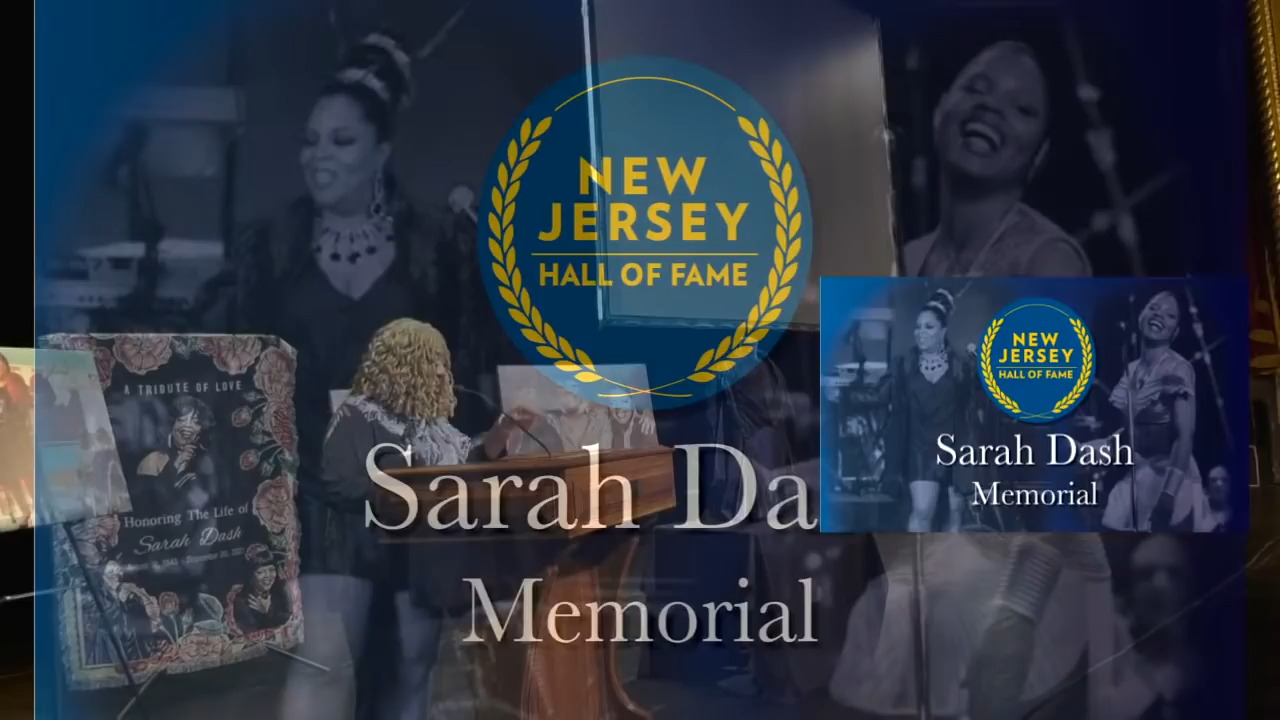 NEW
JERSEY
HALL OF FAME
Sarah Da
Memorial
NEW
JERSEY
HALL OF FAME
Sarah Dash
Memorial
A TRIBUTE OF LOVE
Honoring The Life of
Sarah Dash